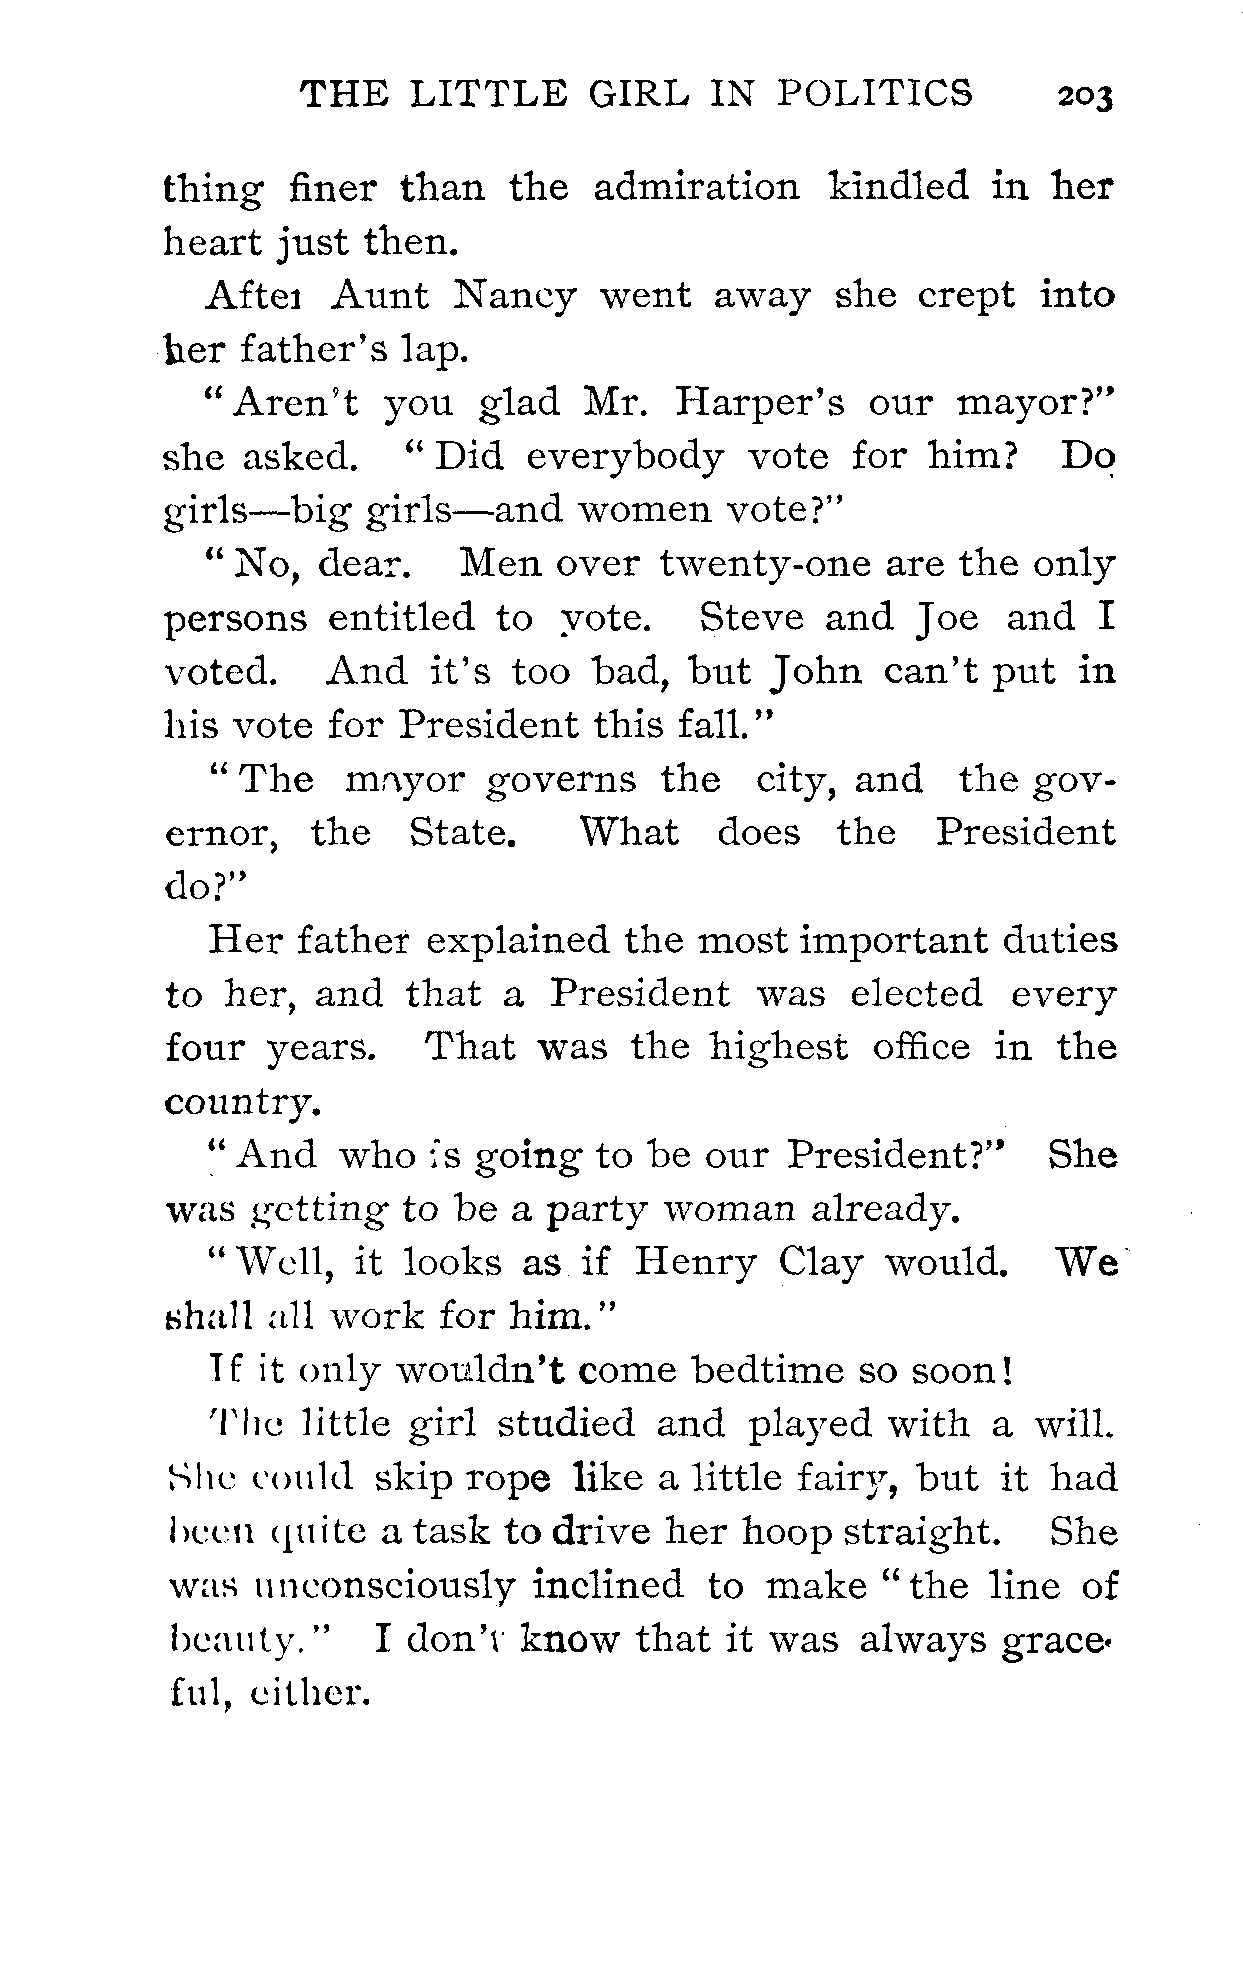 THE LITTLE GIRL IN POLITICS 203
thing finer than the admiration kindled in her
heart just then.
After Aunt Nancy went away she crept into
her father's lap.
"Aren't you glad Mr. Harper's our mayor?"
she asked. "Did everybody vote for him? Do
girls—big girls—and women vote?"
"No, dear. Men over twenty-one are the only
persons entitled to vote. Steve and Joe and I
voted. And it's too bad, but John can't put in
his vote for President this fall."
"The mayor governs the city, and the gov-
ernor, the State. What does the President
do?"
Her father explained the most important duties
to her, and that a President was elected every
four years. That was the highest office in the
country.
"And who is going to be our President?" She
was getting to be a party woman already.
"Well, it looks as if Henry Clay would. We
shall all work for him."
If it only wouldn't come bedtime so soon!
The little girl studied and played with a will.
She could skip rope like a little fairy, but it had
been quite a task to drive her hoop straight. She
was unconsciously inclined to make "the line of
beauty." I don't know that it was always grace-
ful, either.